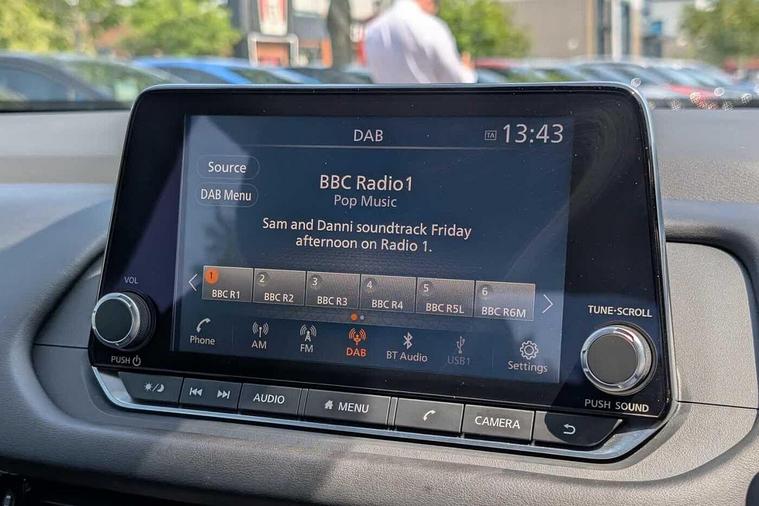 DAB
TA 13:43
Source
BBC Radio1
DAB Menu
Pop Music
Sam and Danni soundtrack Friday
afternoon on Radio 1.
1 2 3 4 5 6
BBC R1 BBC R2 BBC R3 BBC R4 BBC R5L BBC R6M
VOL
TUNE·SCROLL
Phone AM FM DAB BT Audio USB1 Settings
PUSH
PUSH SOUND
AUDIO MENU CAMERA